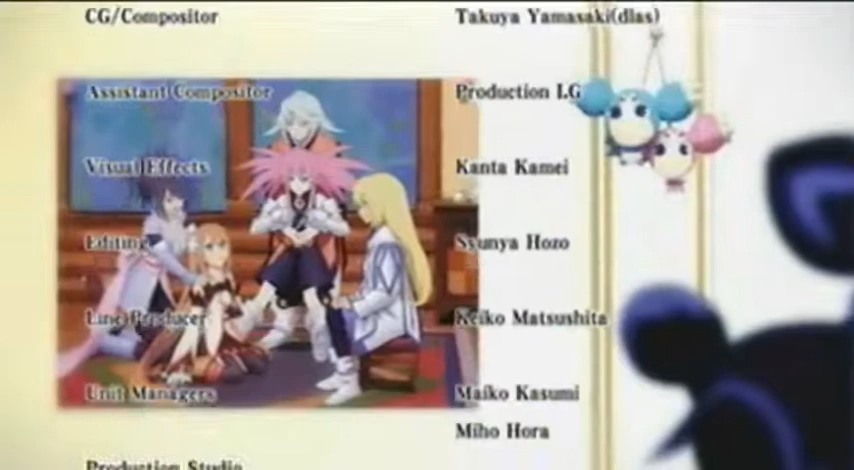 CG/Compositor Takuya Yamasaki(dlas)
Assistant Compositor Production I.G
Visual Effects Kanta Kamei
Editing Syunya Hozo
Line Producer Keiko Matsushita
Unit Managers Maiko Kasumi
Miho Hora
Production Studio